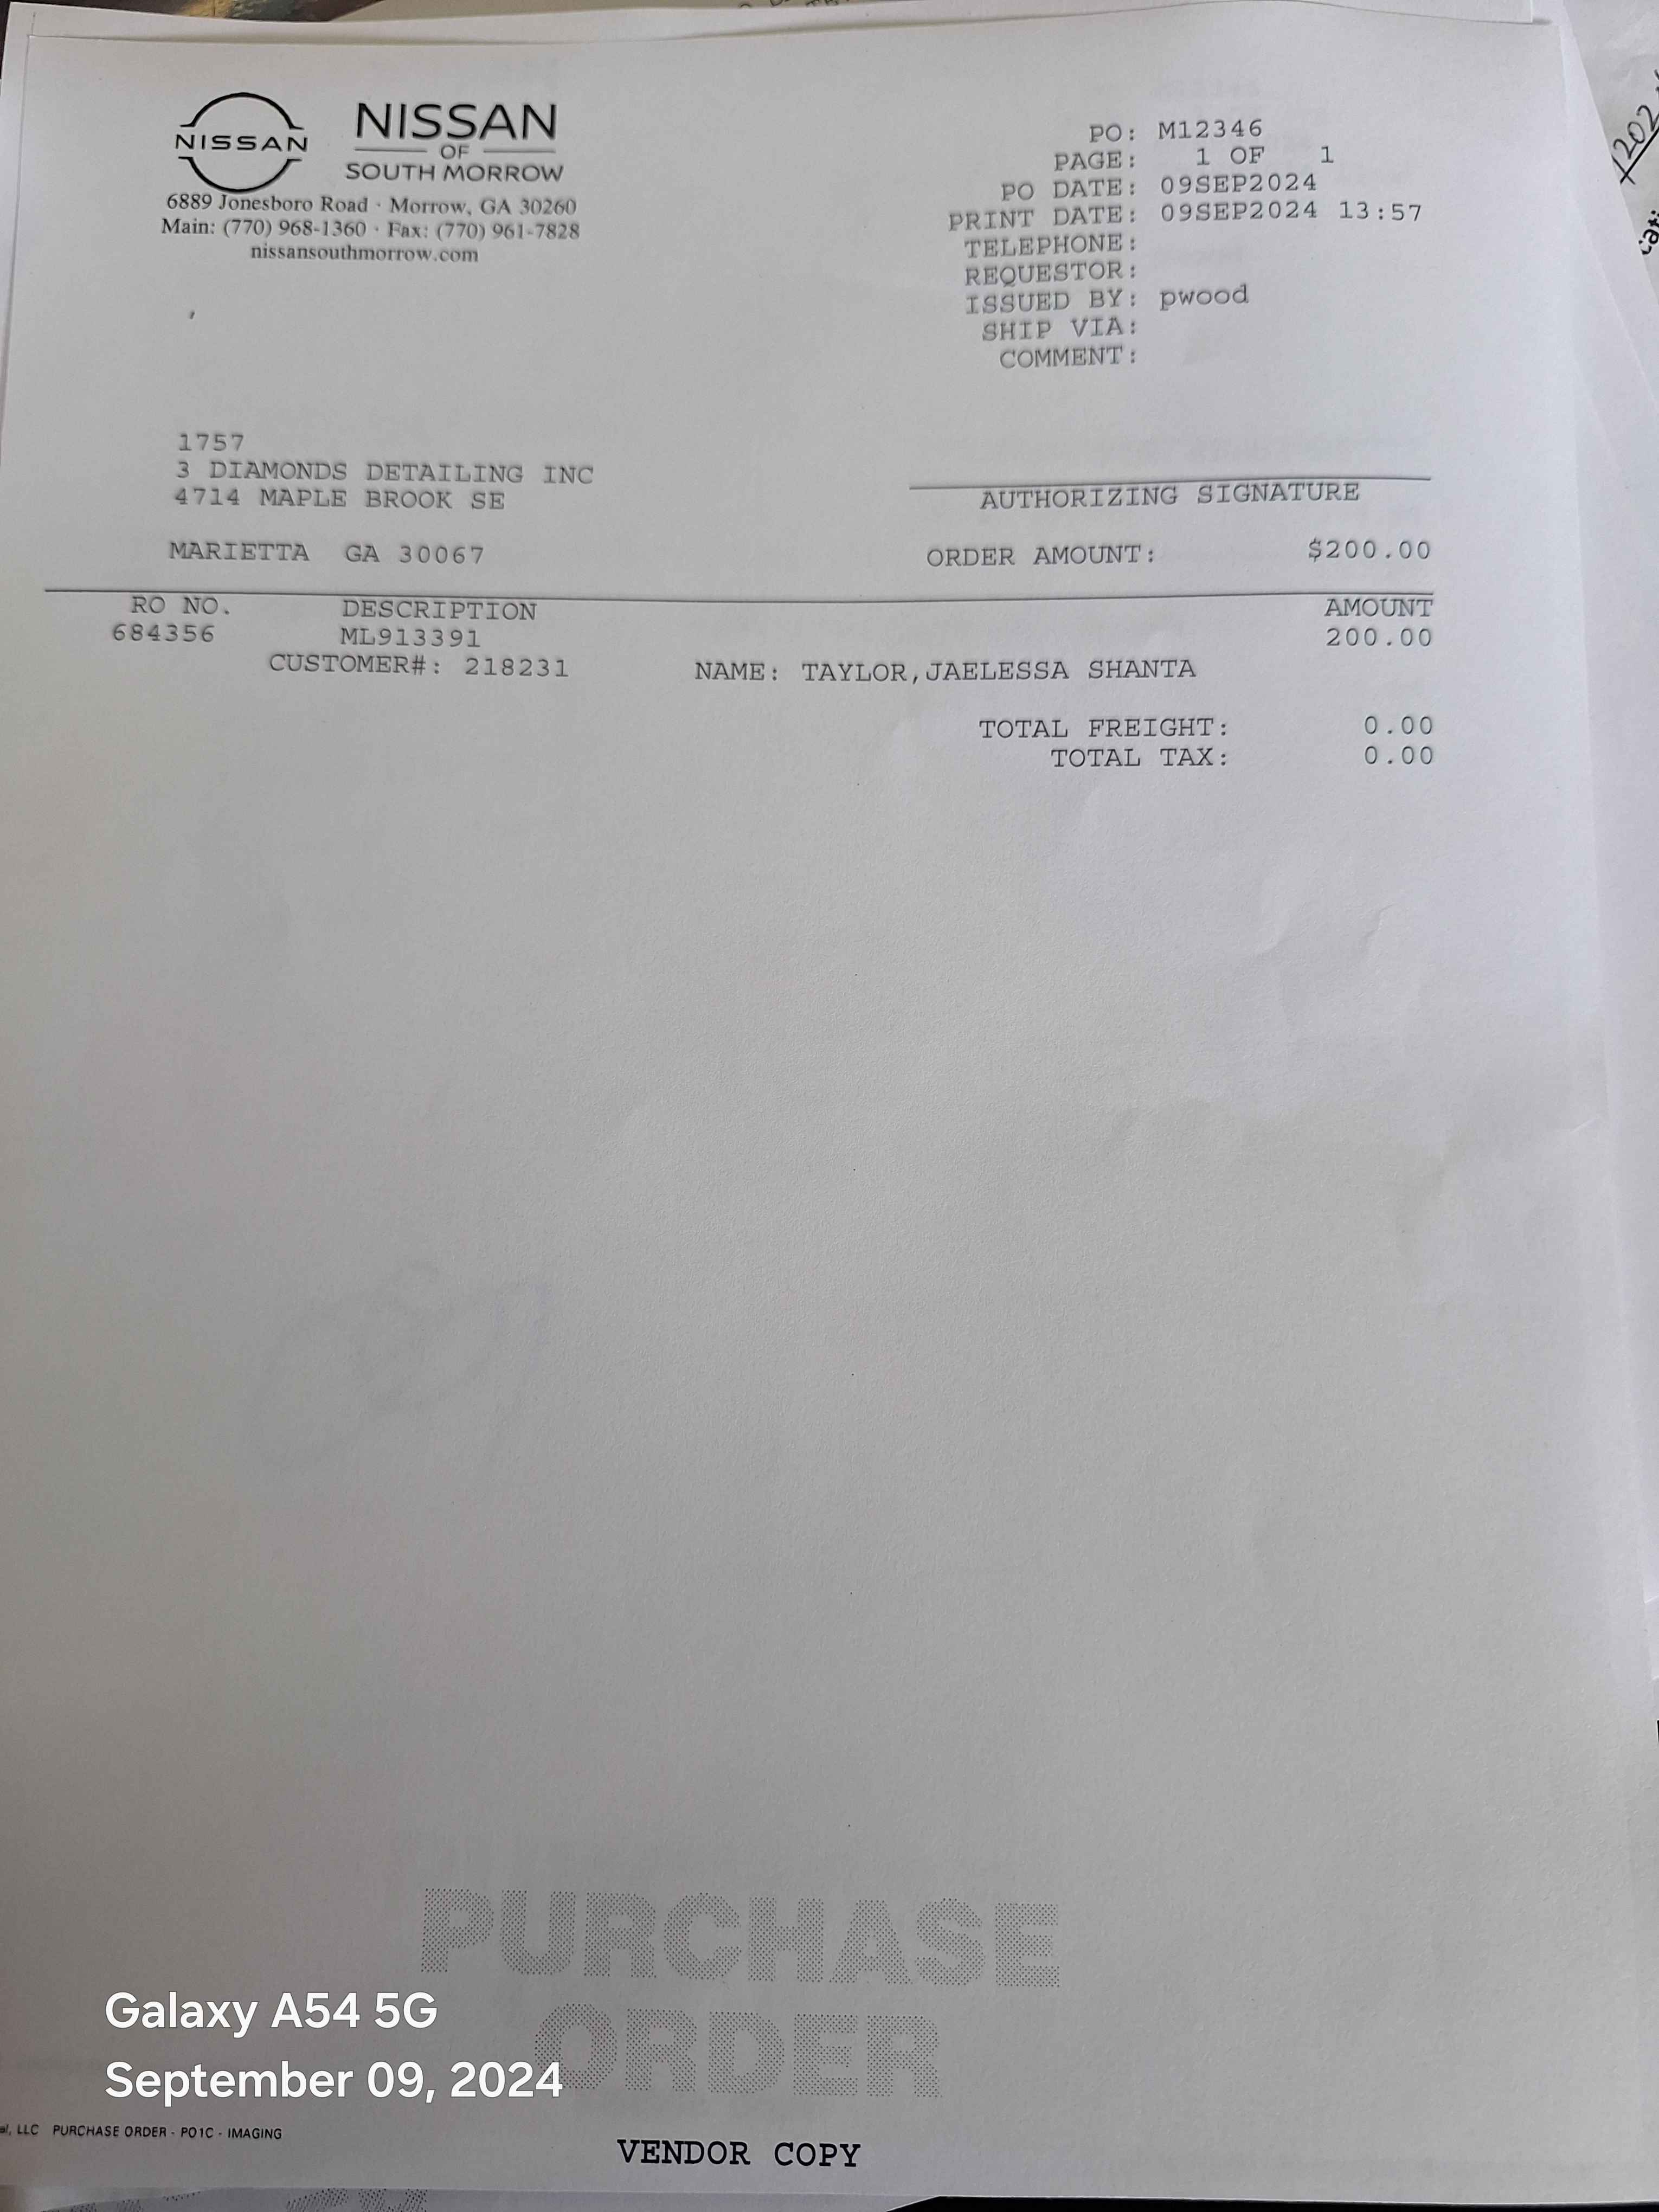 NISSAN
NISSAN
OF
SOUTH MORROW
6889 Jonesboro Road · Morrow, GA 30260
Main: (770) 968-1360 · Fax: (770) 961-7828
nissansouthmorrow.com
PO: M12346
PAGE: 1 OF 1
PO DATE: 09SEP2024
PRINT DATE: 09SEP2024 13:57
TELEPHONE:
REQUESTOR:
ISSUED BY: pwood
SHIP VIA:
COMMENT:
1757
3 DIAMONDS DETAILING INC
4714 MAPLE BROOK SE
MARIETTA GA 30067
AUTHORIZING SIGNATURE
ORDER AMOUNT: $200.00
RO NO. DESCRIPTION AMOUNT
684356 ML913391 200.00
CUSTOMER#: 218231 NAME: TAYLOR,JAELESSA SHANTA
TOTAL FREIGHT: 0.00
TOTAL TAX: 0.00
PURCHASE
ORDER
Galaxy A54 5G
September 09, 2024
LLC PURCHASE ORDER - PO1C - IMAGING
VENDOR COPY